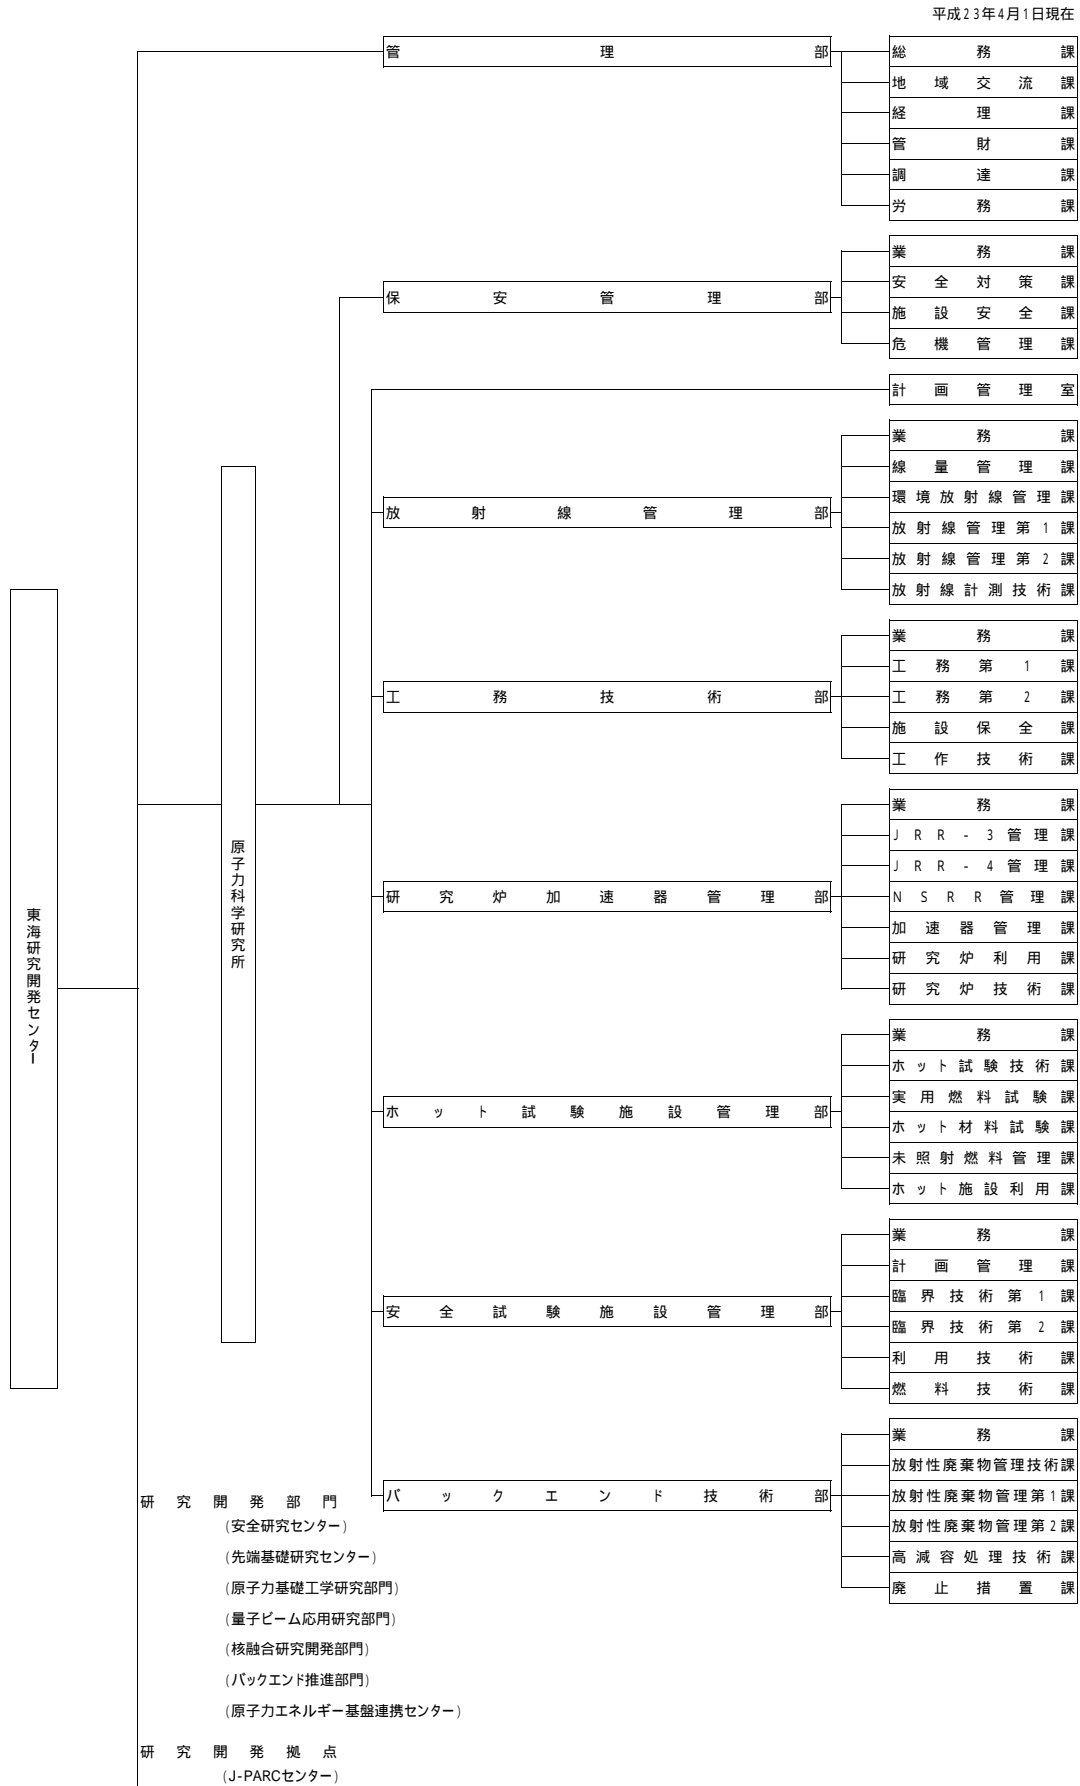 平成23年4月1日現在
管理部
総務課
地域交流課
経理課
管財課
調達課
労務課
保安管理部
業務課
安全対策課
施設安全課
危機管理課
計画管理室
放射線管理部
業務課
線量管理課
環境放射線管理課
放射線管理第1課
放射線管理第2課
放射線計測技術課
工務技術部
業務課
工務第1課
工務第2課
施設保全課
工作技術課
原子力科学研究所
東海研究開発センター
研究炉加速器管理部
業務課
JRR-3管理課
JRR-4管理課
NSRR管理課
加速器管理課
研究炉利用課
研究炉技術課
ホット試験施設管理部
業務課
ホット試験技術課
実用燃料試験課
ホット材料試験課
未照射燃料管理課
ホット施設利用課
安全試験施設管理部
業務課
計画管理課
臨界技術第1課
臨界技術第2課
利用技術課
燃料技術課
バックエンド技術部
業務課
放射性廃棄物管理技術課
放射性廃棄物管理第1課
放射性廃棄物管理第2課
高減容処理技術課
廃止措置課
研究開発部門
(安全研究センター)
(先端基礎研究センター)
(原子力基礎工学研究部門)
(量子ビーム応用研究部門)
(核融合研究開発部門)
(バックエンド推進部門)
(原子力エネルギー基盤連携センター)
研究開発拠点
(J-PARCセンター)